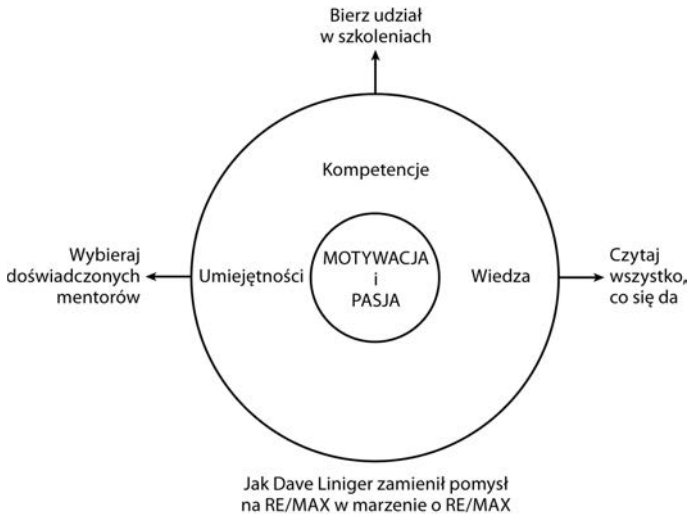 Bierz udział
w szkoleniach
Kompetencje
Wybieraj
doświadczonych
mentorów
Umiejętności
MOTYWACJA
i
PASJA
Wiedza
Czytaj
wszystko,
co się da
Jak Dave Liniger zamienił pomysł
na RE/MAX w marzenie o RE/MAX